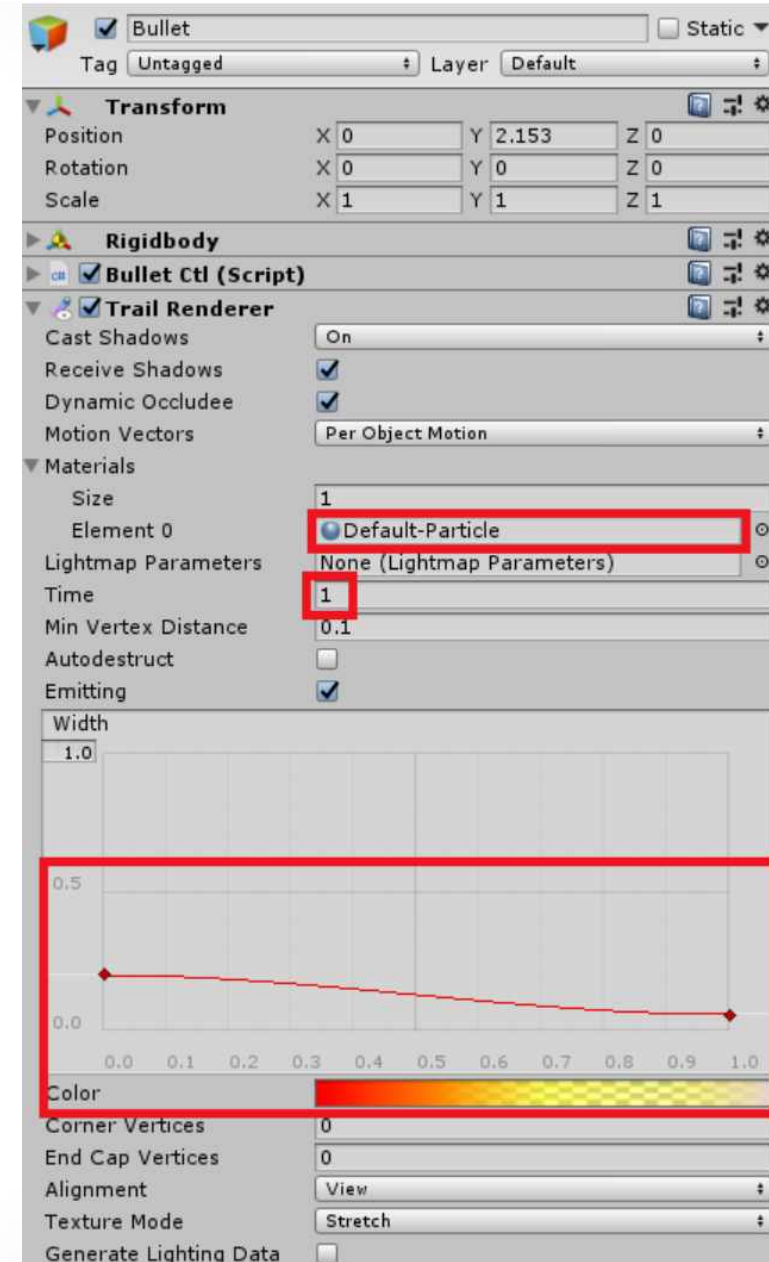 Bullet Static
Tag Untagged Layer Default
Transform
Position X 0 Y 2.153 Z 0
Rotation X 0 Y 0 Z 0
Scale X 1 Y 1 Z 1
Rigidbody
C# Bullet Ctl (Script)
Trail Renderer
Cast Shadows On
Receive Shadows
Dynamic Occludee
Motion Vectors Per Object Motion
Materials
Size 1
Element 0 Default-Particle
Lightmap Parameters None (Lightmap Parameters)
Time 1
Min Vertex Distance 0.1
Autodestruct
Emitting
Width
1.0
0.5
0.0
0.0 0.1 0.2 0.3 0.4 0.5 0.6 0.7 0.8 0.9 1.0
Color
Corner Vertices 0
End Cap Vertices 0
Alignment View
Texture Mode Stretch
Generate Lighting Data